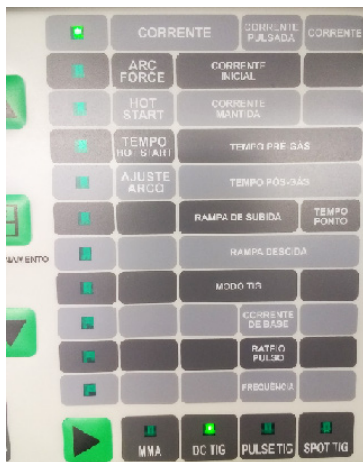 CORRENTE
CORRENTE
PULSADA
CORRENTE
ARC
FORCE
CORRENTE
INICIAL
HOT
START
CORRENTE
MANTIDA
TEMPO
HOT START
TEMPO PRÉ-GÁS
AJUSTE
ARCO
TEMPO PÓS-GÁS
RAMPA DE SUBIDA
TEMPO
PONTO
RAMPA DESCIDA
MODO TIG
CORRENTE
DE BASE
RATEIO
PULSO
FREQUÊNCIA
MMA
DC TIG
PULSE TIG
SPOT TIG